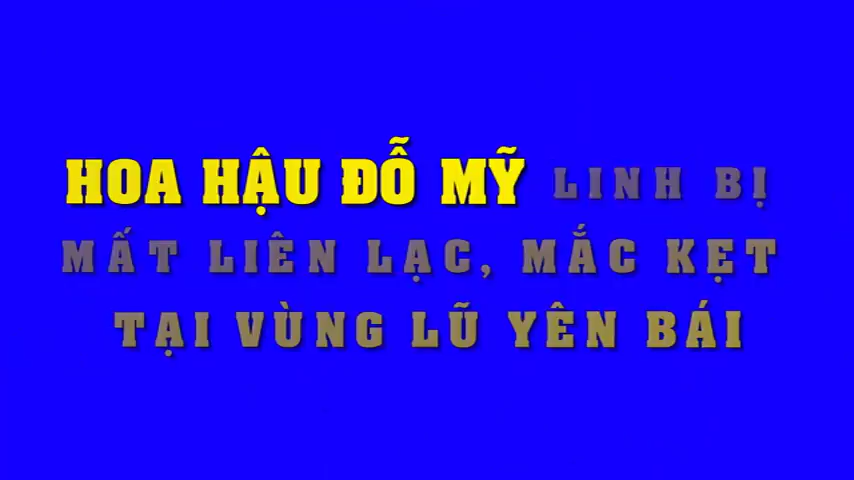 HOA HẬU ĐỖ MỸ LINH BỊ
MẤT LIÊN LẠC, MẮC KẸT
TẠI VÙNG LŨ YÊN BÁI